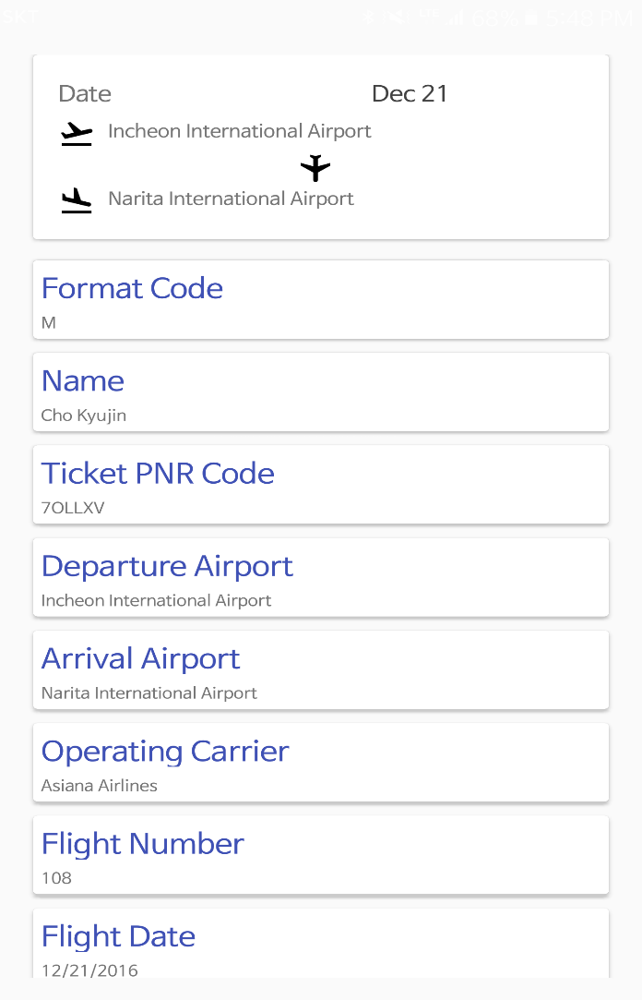 SKT LTE 68% 5:43 PM
Date Dec 21
Incheon International Airport
Narita International Airport
Format Code
M
Name
Cho Kyujin
Ticket PNR Code
7OLLXV
Departure Airport
Incheon International Airport
Arrival Airport
Narita International Airport
Operating Carrier
Asiana Airlines
Flight Number
108
Flight Date
12/21/2016